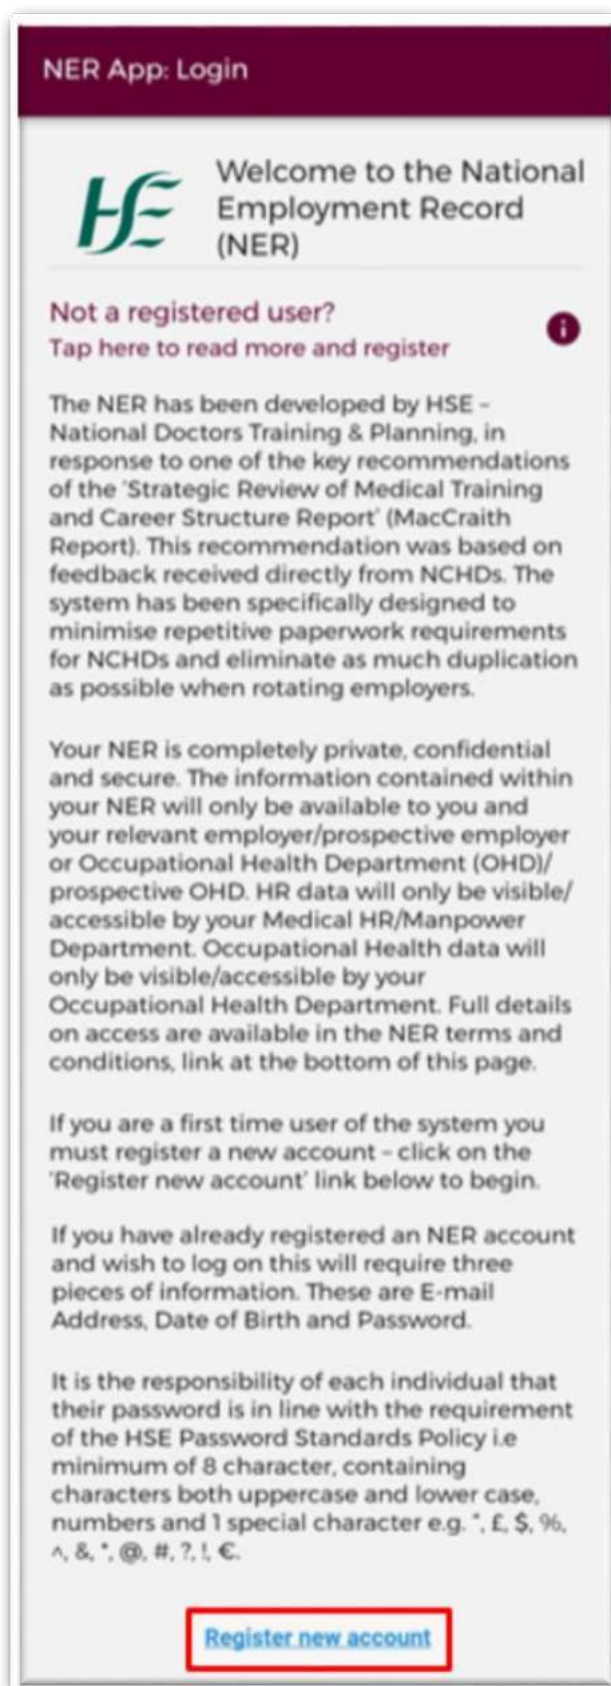 NER App: Login
HSE
Welcome to the National
Employment Record
(NER)
Not a registered user?
Tap here to read more and register
The NER has been developed by HSE –
National Doctors Training & Planning, in
response to one of the key recommendations
of the 'Strategic Review of Medical Training
and Career Structure Report' (MacCraith
Report). This recommendation was based on
feedback received directly from NCHDs. The
system has been specifically designed to
minimise repetitive paperwork requirements
for NCHDs and eliminate as much duplication
as possible when rotating employers.
Your NER is completely private, confidential
and secure. The information contained within
your NER will only be available to you and
your relevant employer/prospective employer
or Occupational Health Department (OHD)/
prospective OHD. HR data will only be visible/
accessible by your Medical HR/Manpower
Department. Occupational Health data will
only be visible/accessible by your
Occupational Health Department. Full details
on access are available in the NER terms and
conditions, link at the bottom of this page.
If you are a first time user of the system you
must register a new account – click on the
'Register new account' link below to begin.
If you have already registered an NER account
and wish to log on this will require three
pieces of information. These are E-mail
Address, Date of Birth and Password.
It is the responsibility of each individual that
their password is in line with the requirement
of the HSE Password Standards Policy i.e
minimum of 8 character, containing
characters both uppercase and lower case,
numbers and 1 special character e.g. ", £, $, %,
^, &, *, @, #, ?, !, €.
Register new account